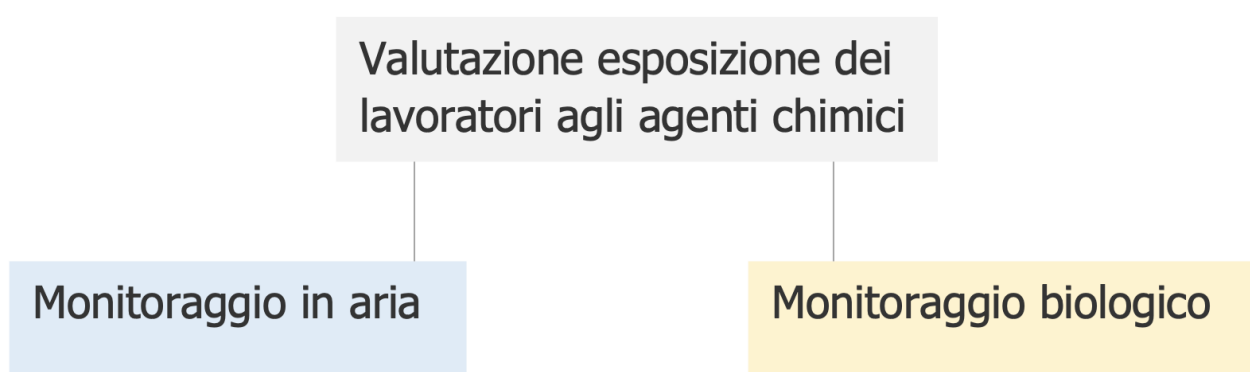 Valutazione esposizione dei
lavoratori agli agenti chimici
Monitoraggio in aria
Monitoraggio biologico